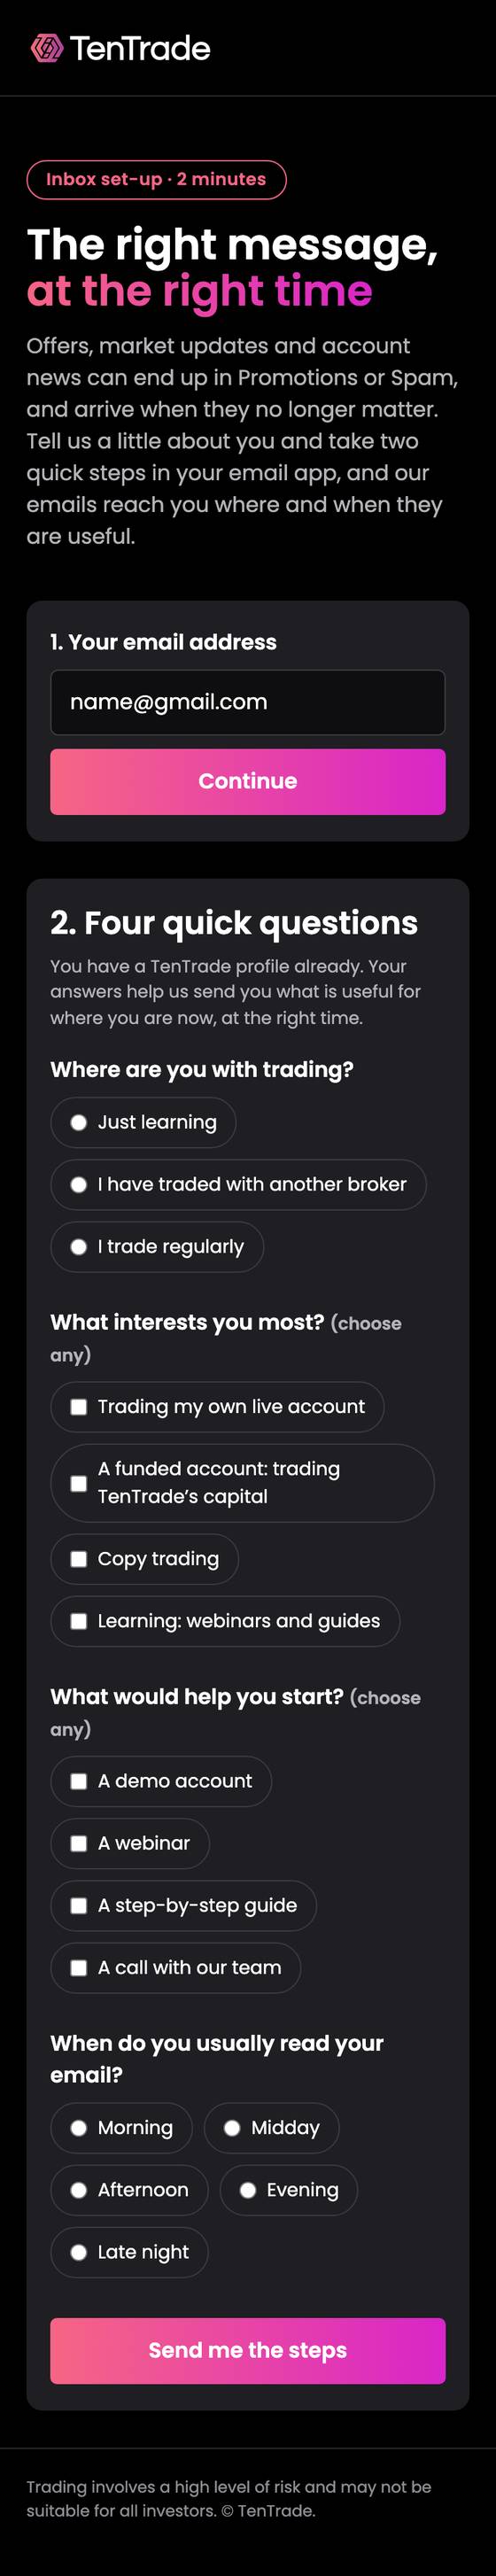 TenTrade
Inbox set-up · 2 minutes
The right message,
at the right time
Offers, market updates and account
news can end up in Promotions or Spam,
and arrive when they no longer matter.
Tell us a little about you and take two
quick steps in your email app, and our
emails reach you where and when they
are useful.
1. Your email address
name@gmail.com
Continue
2. Four quick questions
You have a TenTrade profile already. Your
answers help us send you what is useful for
where you are now, at the right time.
Where are you with trading?
Just learning
I have traded with another broker
I trade regularly
What interests you most? (choose
any)
Trading my own live account
A funded account: trading
TenTrade’s capital
Copy trading
Learning: webinars and guides
What would help you start? (choose
any)
A demo account
A webinar
A step-by-step guide
A call with our team
When do you usually read your
email?
Morning Midday
Afternoon Evening
Late night
Send me the steps
Trading involves a high level of risk and may not be
suitable for all investors. © TenTrade.